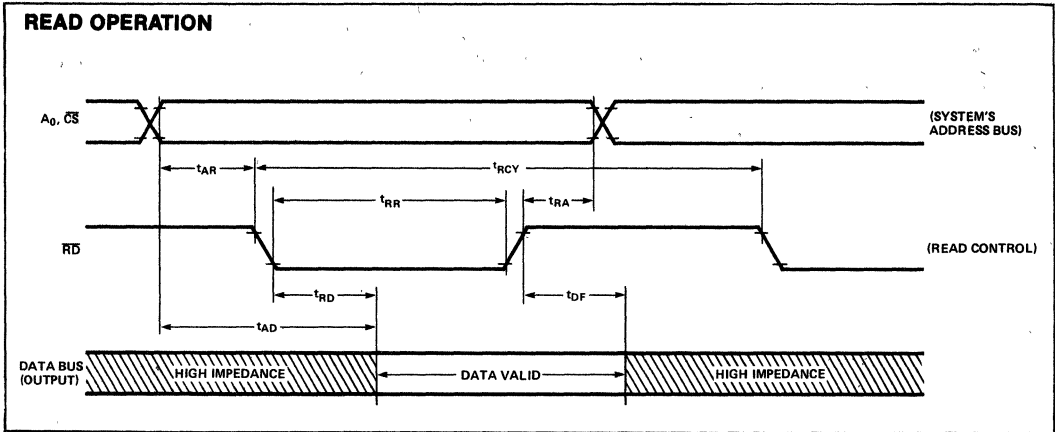 READ OPERATION
A0, CS
(SYSTEM'S
ADDRESS BUS)
tAR
tRCY
tRR
tRA
RD
(READ CONTROL)
tRD
tDF
tAD
DATA BUS
(OUTPUT)
HIGH IMPEDANCE
DATA VALID
HIGH IMPEDANCE